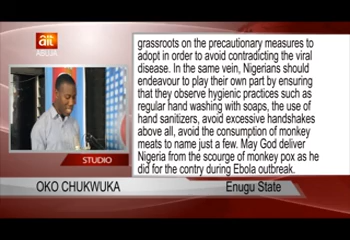 ait
ABUJA
grassroots on the precautionary measures to
adopt in order to avoid contradicting the viral
disease. In the same vein, Nigerians should
endeavour to play their own part by ensuring
that they observe hygienic practices such as
regular hand washing with soaps, the use of
hand sanitizers, avoid excessive handshakes
above all, avoid the consumption of monkey
meats to name just a few. May God deliver
Nigeria from the scourge of monkey pox as he
did for the contry during Ebola outbreak.
STUDIO
OKO CHUKWUKA
Enugu State